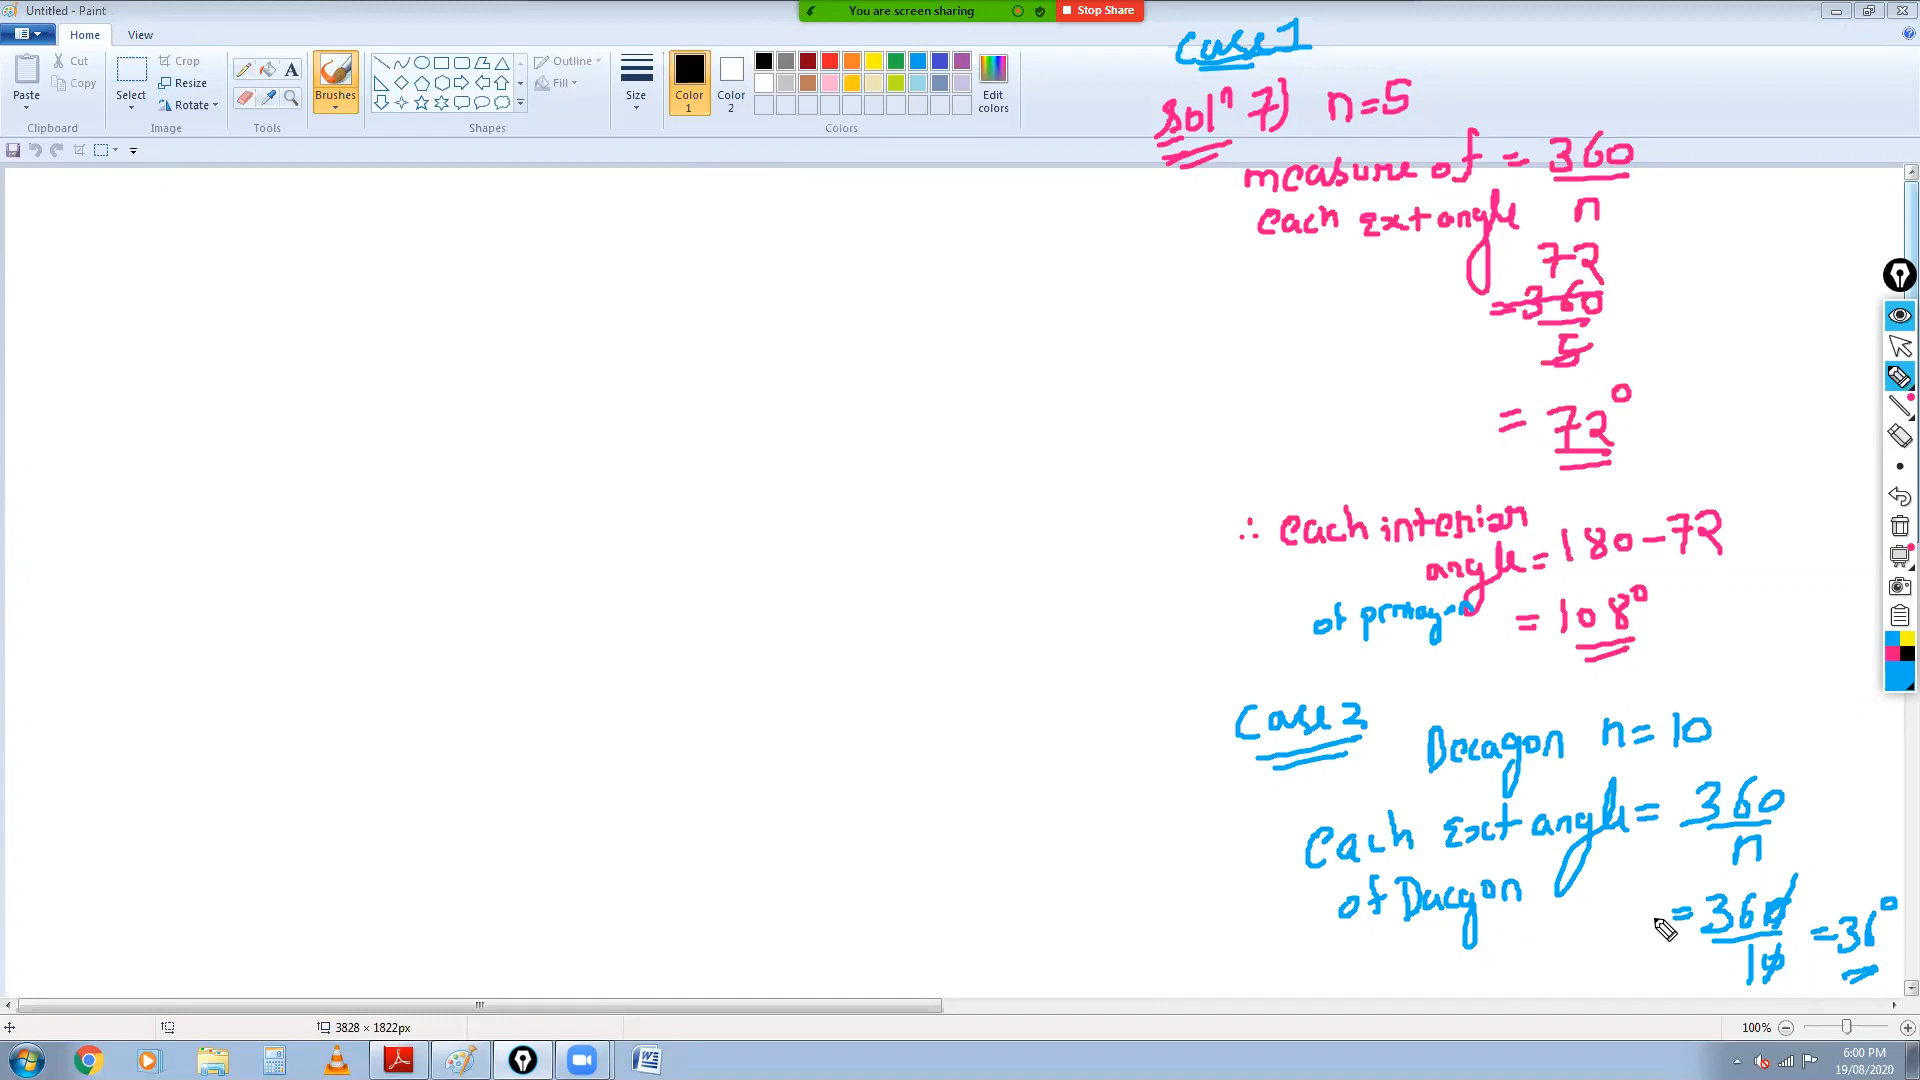 Untitled - Paint
You are screen sharing
Stop Share
Home
View
Paste
Cut
Copy
Clipboard
Select
Crop
Resize
Rotate
Image
Tools
Brushes
Shapes
Outline
Fill
Size
Color 1
Color 2
Colors
Edit colors
Case 1
Solⁿ 7) n=5
measure of = 360
each ext angle n
72
= 360
5
= 72°
∴ each interior
angle = 180-72
of
= 108°
Case 2
Decagon n = 10
Each Ext angle = 360
n
of Dacgon
= 360 = 36°
10
3828 × 1822px
100%
6:00 PM
19/08/2020